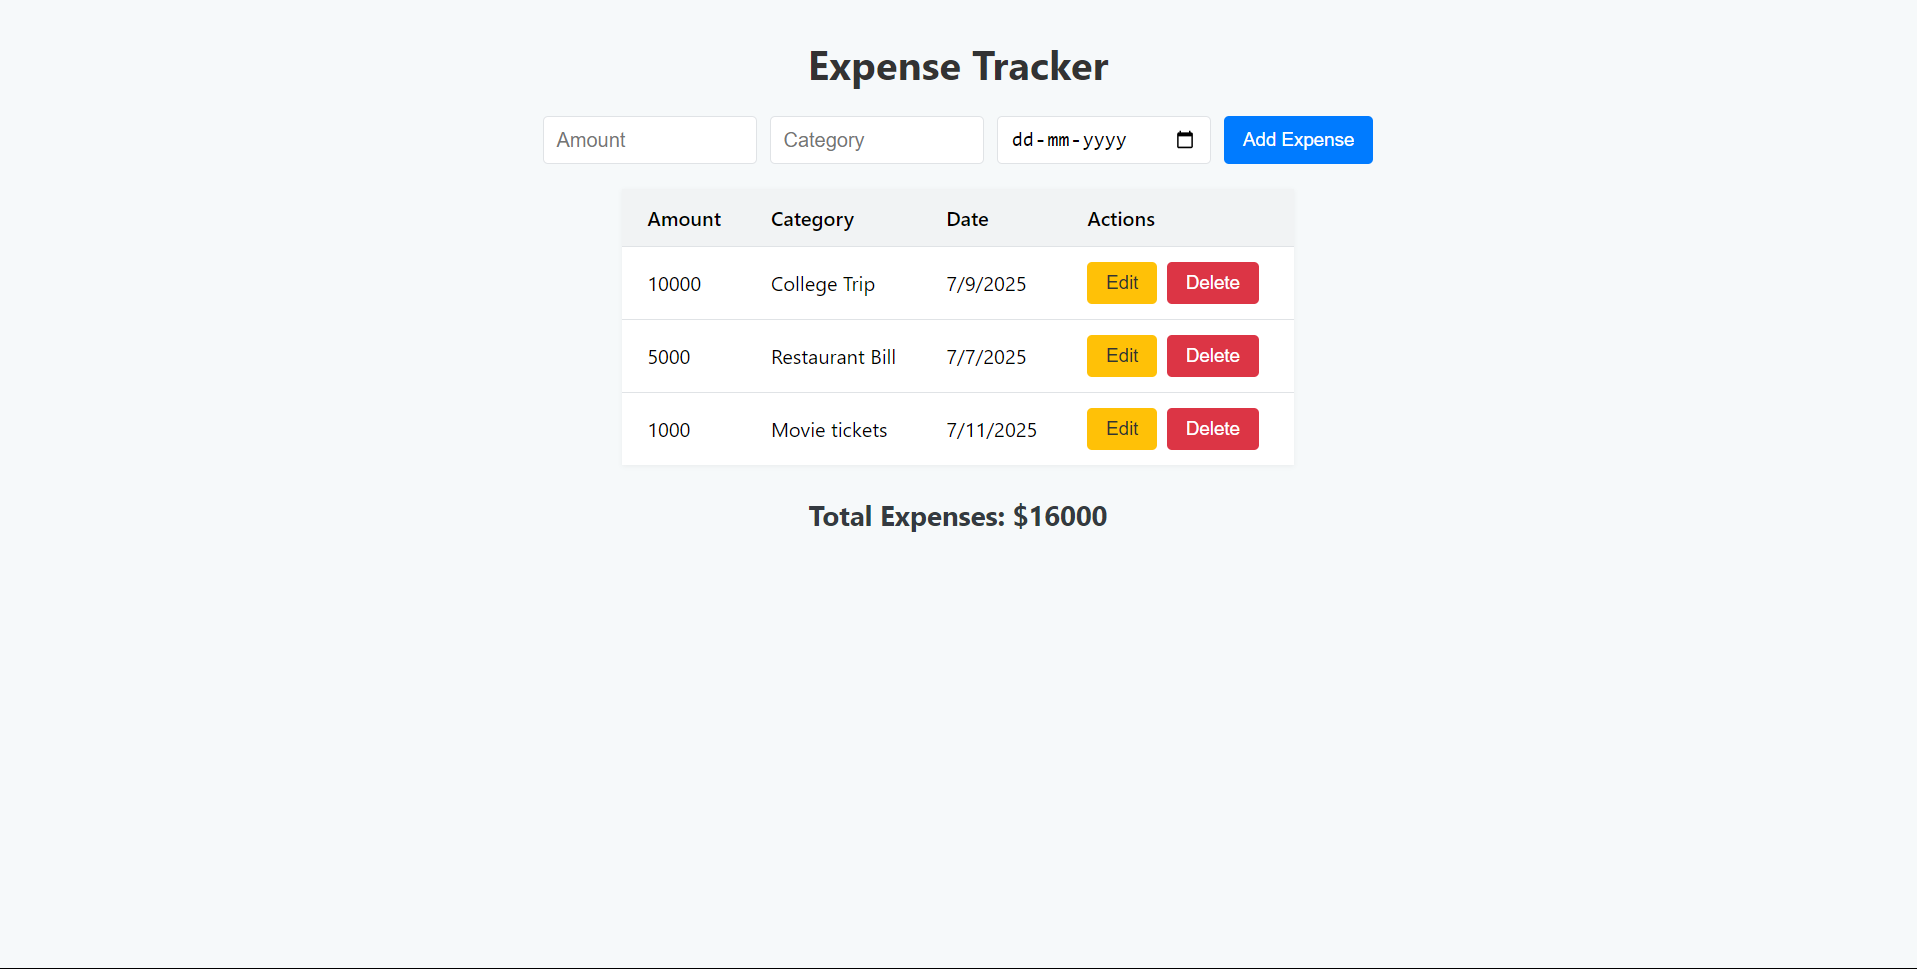 Expense Tracker
Amount Category dd-mm-yyyy Add Expense
Amount Category Date Actions
10000 College Trip 7/9/2025 Edit Delete
5000 Restaurant Bill 7/7/2025 Edit Delete
1000 Movie tickets 7/11/2025 Edit Delete
Total Expenses: $16000